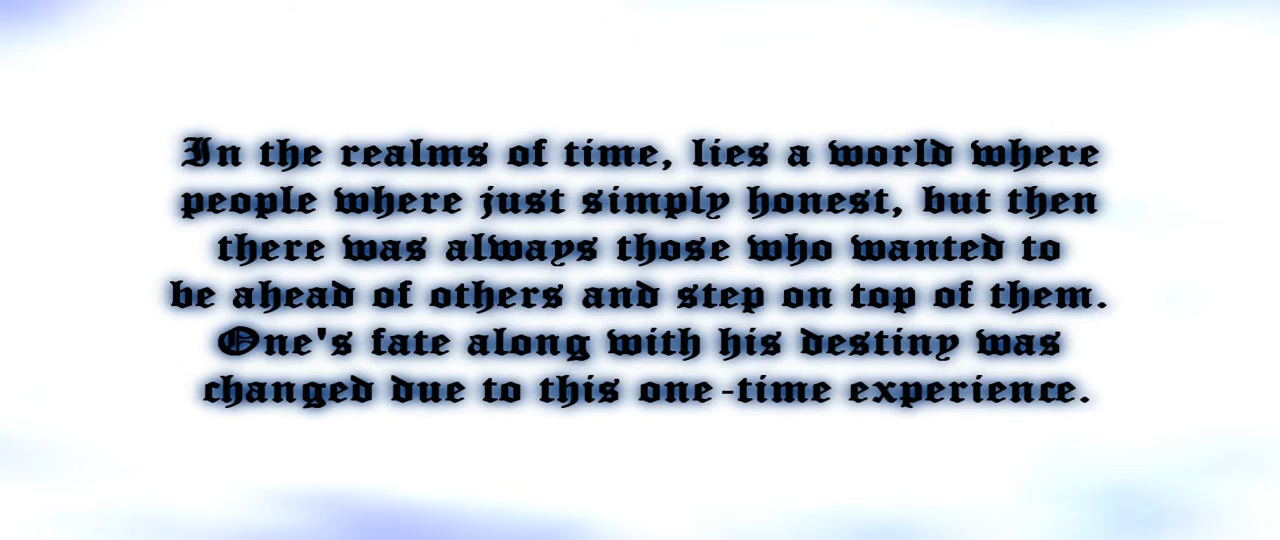 In the realms of time, lies a world where
people where just simply honest, but then
there was always those who wanted to
be ahead of others and step on top of them.
One's fate along with his destiny was
changed due to this one-time experience.